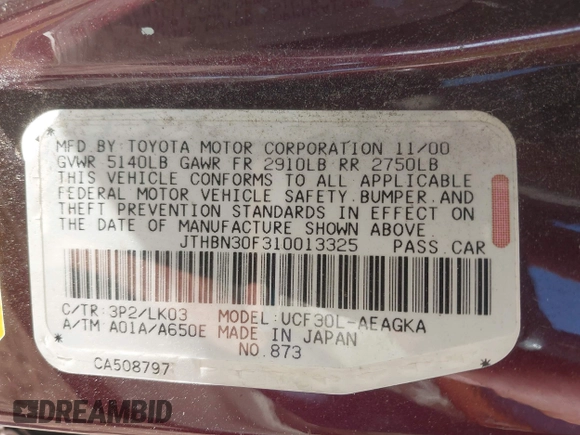 MFD BY TOYOTA MOTOR CORPORATION 11/00
GVWR 5140LB GAWR FR 2910LB RR 2750LB
THIS VEHICLE CONFORMS TO ALL APPLICABLE
FEDERAL MOTOR VEHICLE SAFETY.BUMPER.AND
THEFT PREVENTION STANDARDS IN EFFECT ON
THE DATE OF MANUFACTURE SHOWN ABOVE.
JTHBN30F310013325 PASS.CAR
C/TR: 3P2/LK03 MODEL: UCF30L-AEAGKA
A/TM: A01A/A650E MADE IN JAPAN
NO.873
CA508797
DREAMBID